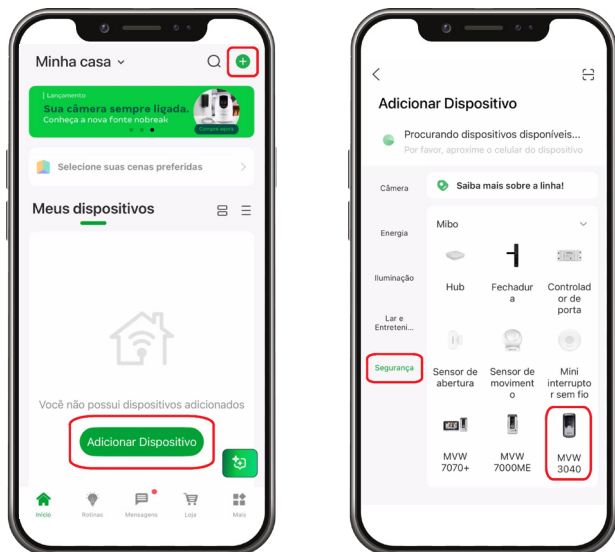 Minha casa
| Lançamento
Sua câmera sempre ligada.
Conheça a nova fonte nobreak
Compre agora
Selecione suas cenas preferidas
Meus dispositivos
Você não possui dispositivos adicionados
Adicionar Dispositivo
Início
Rotinas
Mensagens
Loja
Mais
Adicionar Dispositivo
Procurando dispositivos disponíveis...
Por favor, aproxime o celular do dispositivo
Câmera
Energia
Iluminação
Lar e
Entreteni...
Segurança
Saiba mais sobre a linha!
Mibo
Hub
Fechadur
a
Controlad
or de
porta
Sensor de
abertura
Sensor de
moviment
o
Mini
interrupto
r sem fio
MVW
7070+
MVW
7000ME
MVW
3040